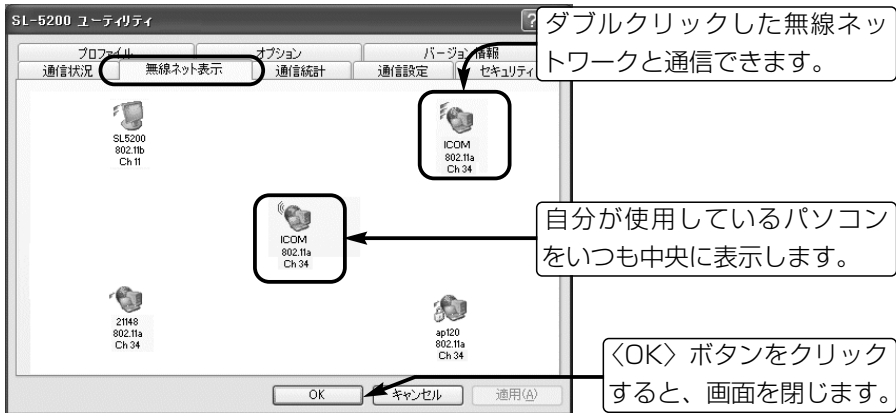 SL-5200 ユーティリティ
ダブルクリックした無線ネッ
トワークと通信できます。
プロファイル
オプション
バージョン情報
通信状況
無線ネット表示
通信統計
通信設定
セキュリティ
SL5200
802.11b
Ch 11
ICOM
802.11a
Ch 34
ICOM
802.11a
Ch 34
自分が使用しているパソコン
をいつも中央に表示します。
21148
802.11a
Ch 34
ap120
802.11a
Ch 34
〈OK〉ボタンをクリック
すると、画面を閉じます。
OK
キャンセル
適用(A)